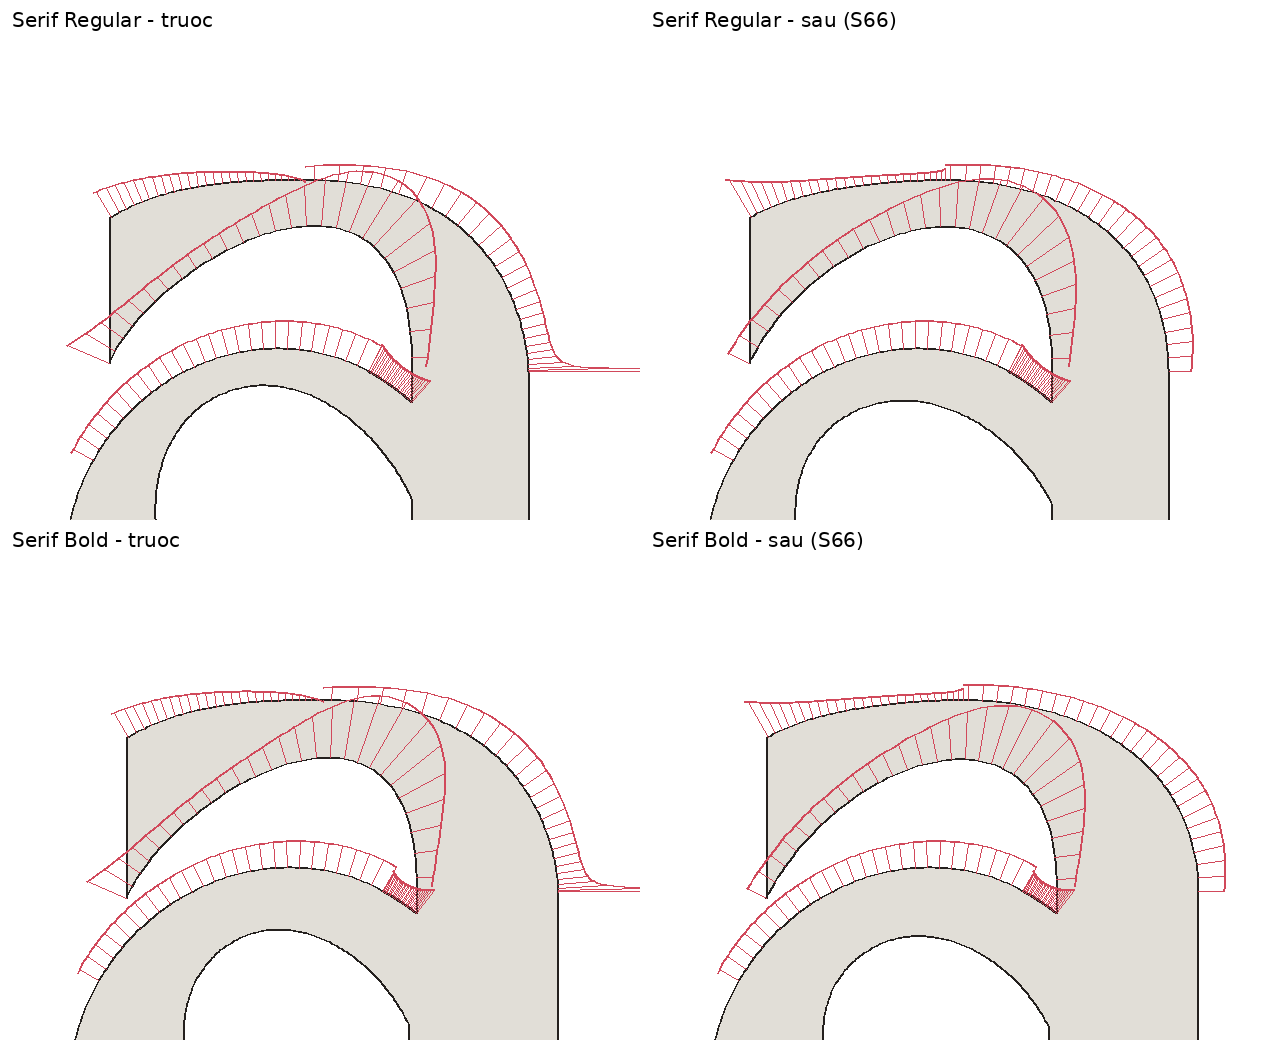 Serif Regular - truoc
Serif Regular - sau (S66)
Serif Bold - truoc
Serif Bold - sau (S66)